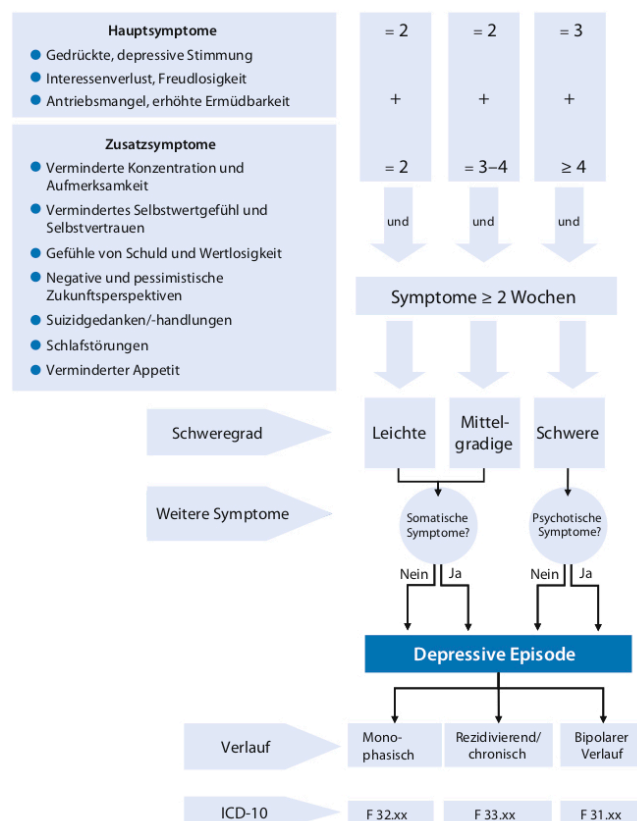 Hauptsymptome
Gedrückte, depressive Stimmung
Interessenverlust, Freudlosigkeit
Antriebsmangel, erhöhte Ermüdbarkeit
= 2
= 2
= 3
+
+
+
= 2
= 3–4
≥ 4
Zusatzsymptome
Verminderte Konzentration und
Aufmerksamkeit
Vermindertes Selbstwertgefühl und
Selbstvertrauen
Gefühle von Schuld und Wertlosigkeit
Negative und pessimistische
Zukunftsperspektiven
Suizidgedanken/-handlungen
Schlafstörungen
Verminderter Appetit
und
und
und
Symptome ≥ 2 Wochen
Schweregrad
Leichte
Mittel-
gradige
Schwere
Weitere Symptome
Somatische
Symptome?
Psychotische
Symptome?
Nein
Ja
Nein
Ja
Depressive Episode
Verlauf
Mono-
phasisch
Rezidivierend/
chronisch
Bipolarer
Verlauf
ICD-10
F 32.xx
F 33.xx
F 31.xx